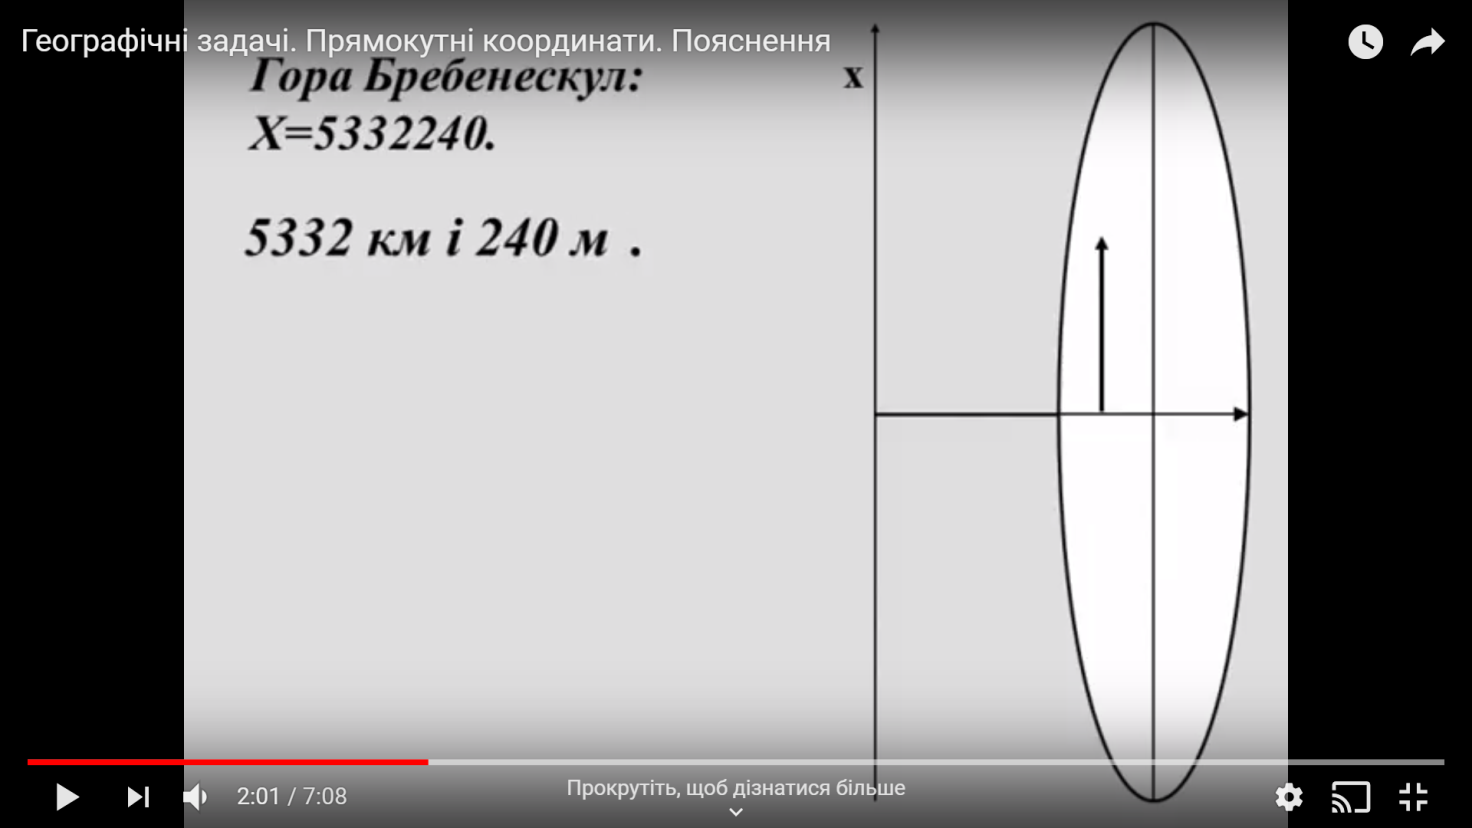 Географічні задачі. Прямокутні координати. Пояснення
Гора Бребенескул:
X=5332240.
5332 км і 240 м .
x
2:01 / 7:08
Прокрутіть, щоб дізнатися більше